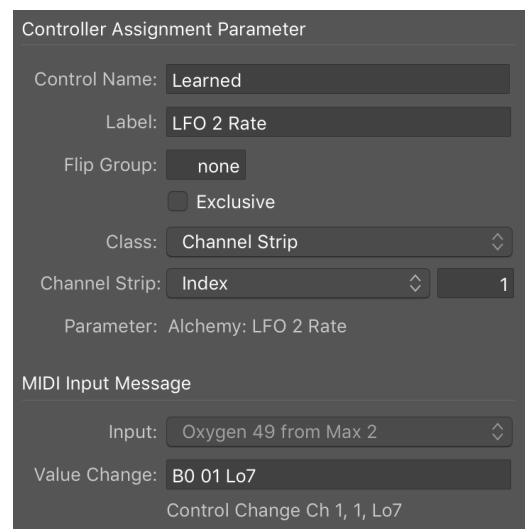 Controller Assignment Parameter
Control Name: Learned
Label: LFO 2 Rate
Flip Group: none
Exclusive
Class: Channel Strip
Channel Strip: Index 1
Parameter: Alchemy: LFO 2 Rate
MIDI Input Message
Input: Oxygen 49 from Max 2
Value Change: B0 01 Lo7
Control Change Ch 1, 1, Lo7